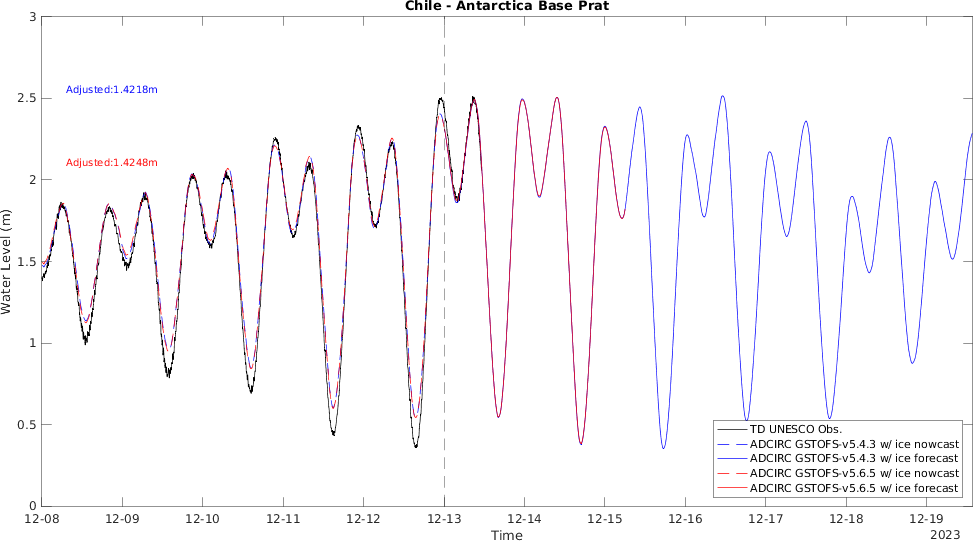 Chile - Antarctica Base Prat
3
2.5
2
1.5
1
0.5
0
Water Level (m)
Adjusted:1.4218m
Adjusted:1.4248m
TD UNESCO Obs.
ADCIRC GSTOFS-v5.4.3 w/ ice nowcast
ADCIRC GSTOFS-v5.4.3 w/ ice forecast
ADCIRC GSTOFS-v5.6.5 w/ ice nowcast
ADCIRC GSTOFS-v5.6.5 w/ ice forecast
12-08 12-09 12-10 12-11 12-12 12-13 12-14 12-15 12-16 12-17 12-18 12-19
Time
2023